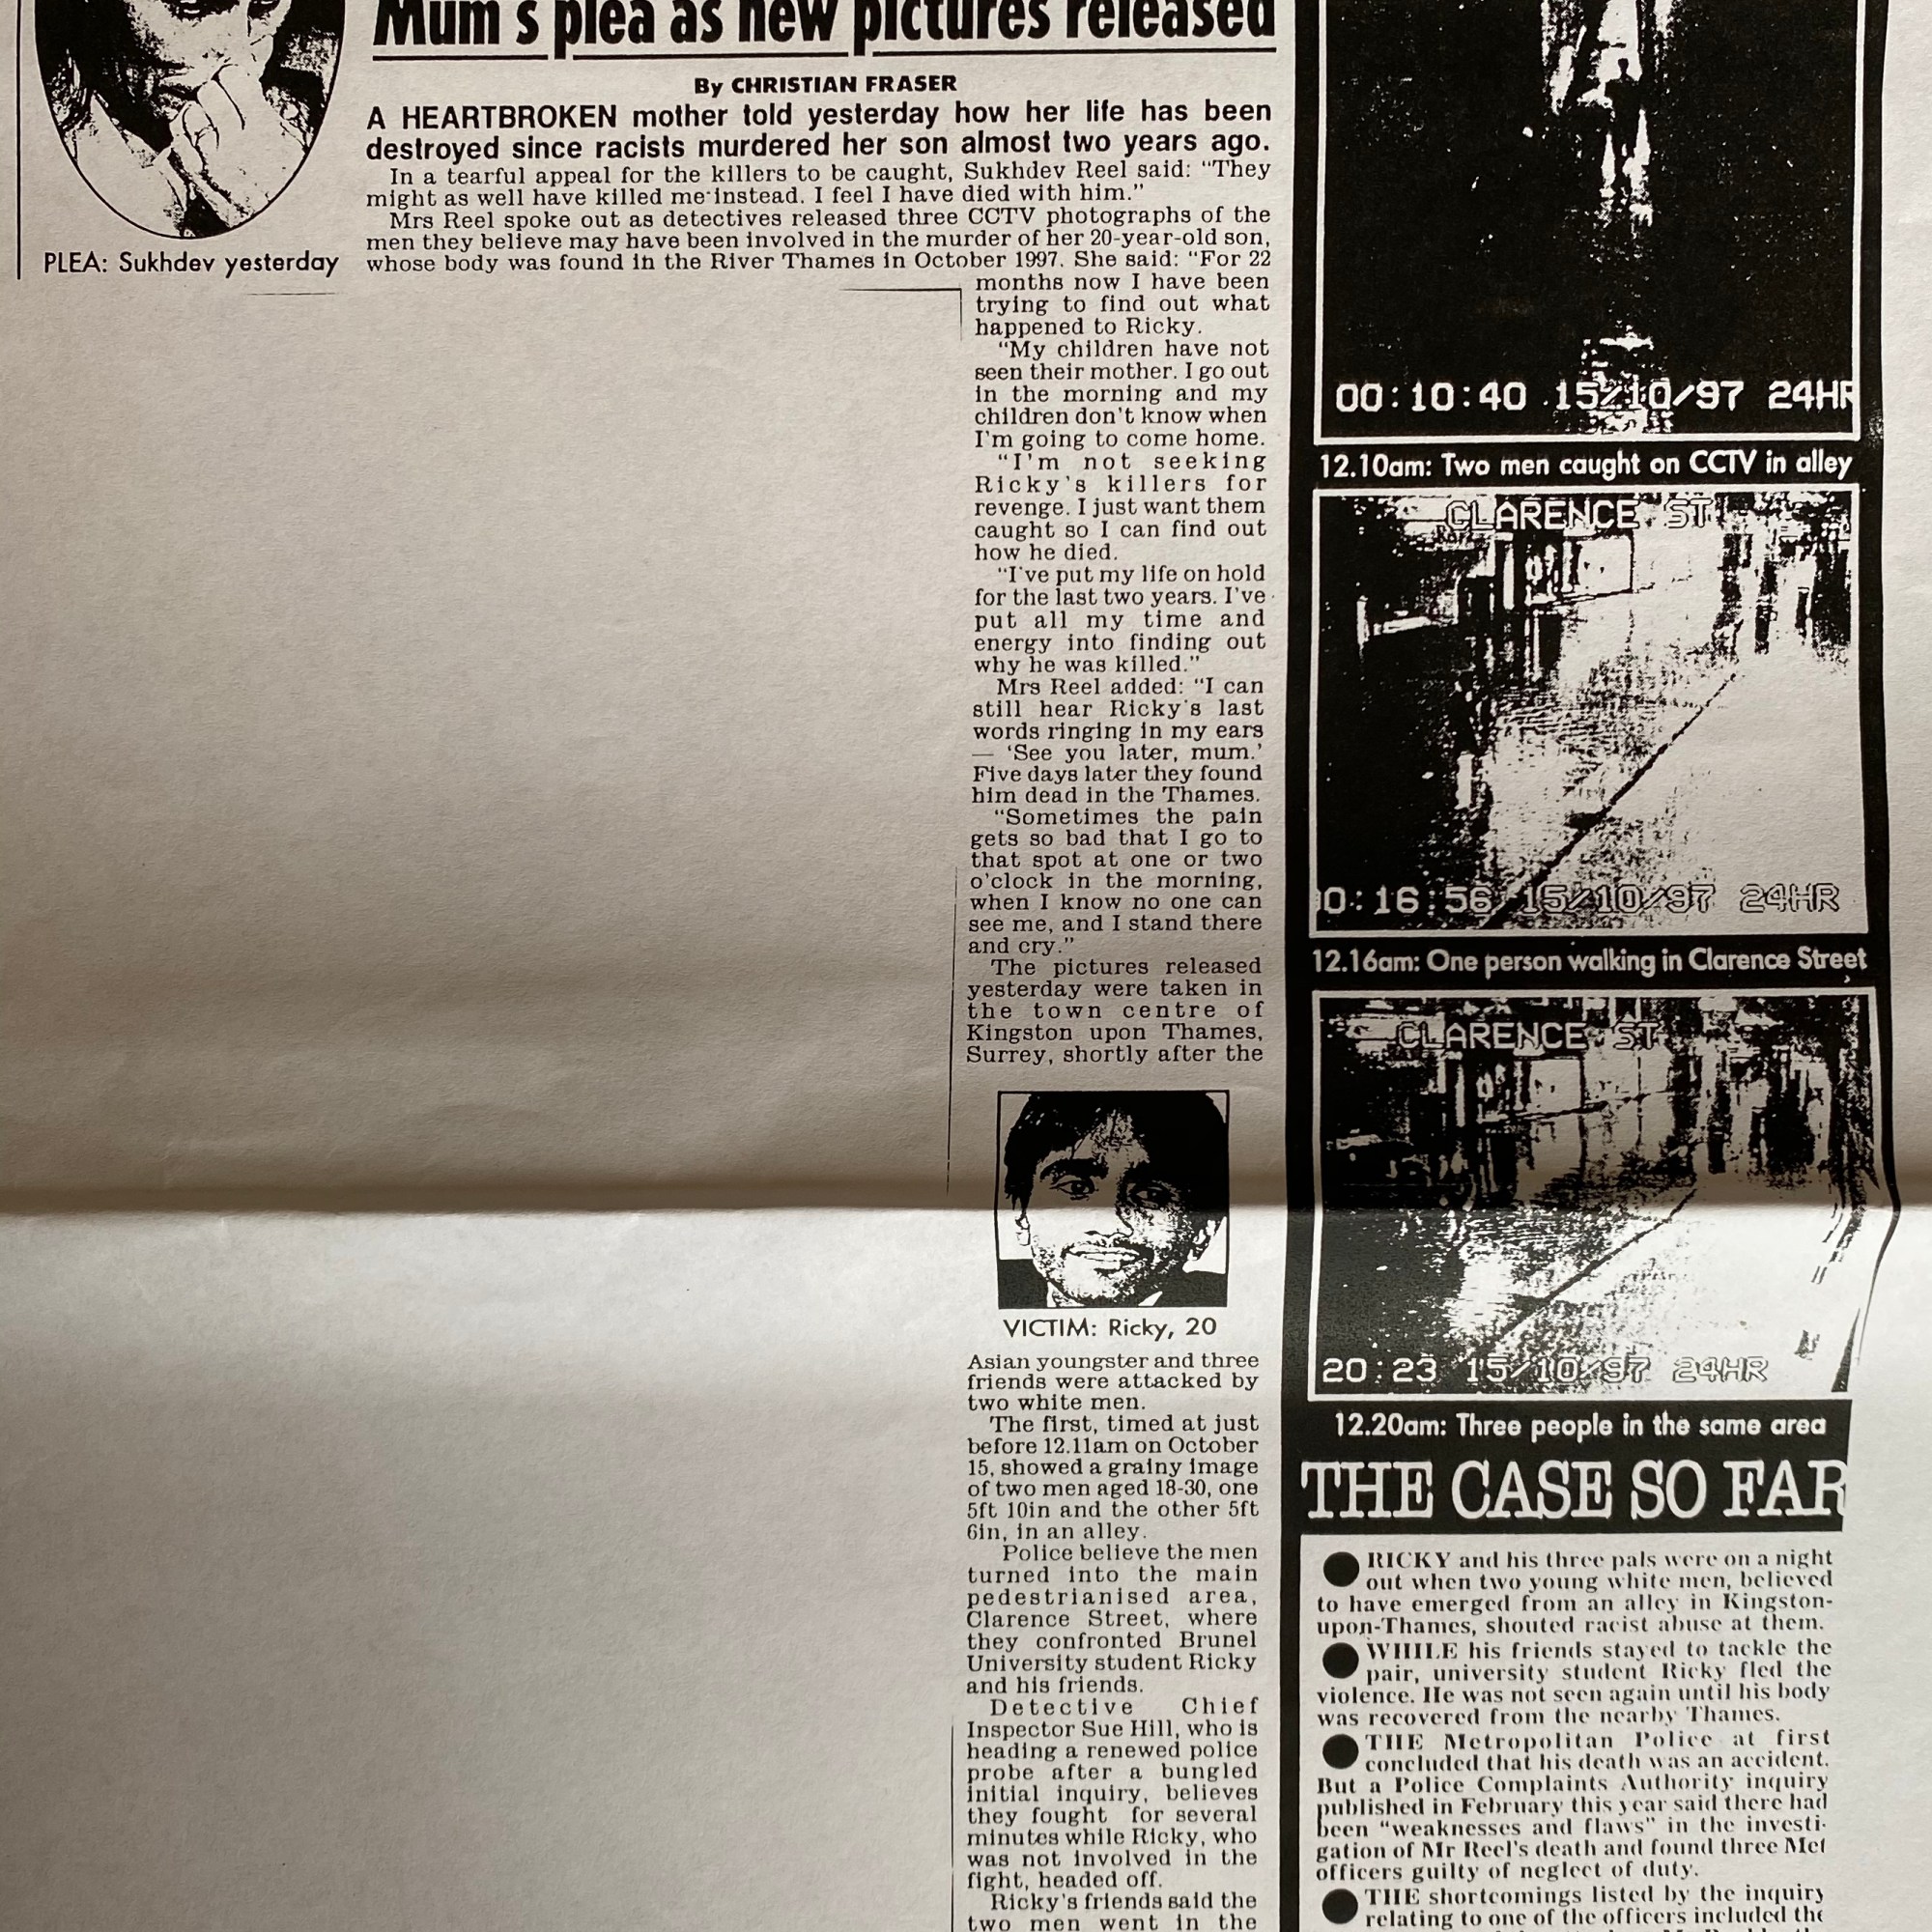 Mum's plea as new pictures released
By CHRISTIAN FRASER
A HEARTBROKEN mother told yesterday how her life has been
destroyed since racists murdered her son almost two years ago.
In a tearful appeal for the killers to be caught, Sukhdev Reel said: “They
might as well have killed me instead. I feel I have died with him.”
Mrs Reel spoke out as detectives released three CCTV photographs of the
men they believe may have been involved in the murder of her 20-year-old son,
whose body was found in the River Thames in October 1997. She said: “For 22
PLEA: Sukhdev yesterday
months now I have been
trying to find out what
happened to Ricky.
“My children have not
seen their mother. I go out
in the morning and my
children don't know when
I'm going to come home.
“I'm not seeking
Ricky's killers for
revenge. I just want them
caught so I can find out
how he died.
“I've put my life on hold
for the last two years. I've
put all my time and
energy into finding out
why he was killed.”
Mrs Reel added: “I can
still hear Ricky's last
words ringing in my ears
— ‘See you later, mum.’
Five days later they found
him dead in the Thames.
“Sometimes the pain
gets so bad that I go to
that spot at one or two
o'clock in the morning,
when I know no one can
see me, and I stand there
and cry.”
The pictures released
yesterday were taken in
the town centre of
Kingston upon Thames,
Surrey, shortly after the
VICTIM: Ricky, 20
Asian youngster and three
friends were attacked by
two white men.
The first, timed at just
before 12.11am on October
15, showed a grainy image
of two men aged 18-30, one
5ft 10in and the other 5ft
6in, in an alley.
Police believe the men
turned into the main
pedestrianised area,
Clarence Street, where
they confronted Brunel
University student Ricky
and his friends.
Detective Chief
Inspector Sue Hill, who is
heading a renewed police
probe after a bungled
initial inquiry, believes
they fought for several
minutes while Ricky, who
was not involved in the
fight, headed off.
Ricky's friends said the
two men went in the
00:10:40 15/10/97 24HR
12.10am: Two men caught on CCTV in alley
CLARENCE ST
0:16:56 15/10/97 24HR
12.16am: One person walking in Clarence Street
CLARENCE ST
20:23 15/10/97 24HR
12.20am: Three people in the same area
THE CASE SO FAR
● RICKY and his three pals were on a night
out when two young white men, believed
to have emerged from an alley in Kingston-
upon-Thames, shouted racist abuse at them.
● WHILE his friends stayed to tackle the
pair, university student Ricky fled the
violence. He was not seen again until his body
was recovered from the nearby Thames.
● THE Metropolitan Police at first
concluded that his death was an accident.
But a Police Complaints Authority inquiry
published in February this year said there had
been “weaknesses and flaws” in the investi-
gation of Mr Reel's death and found three Met
officers guilty of neglect of duty.
● THE shortcomings listed by the inquiry
relating to one of the officers included the